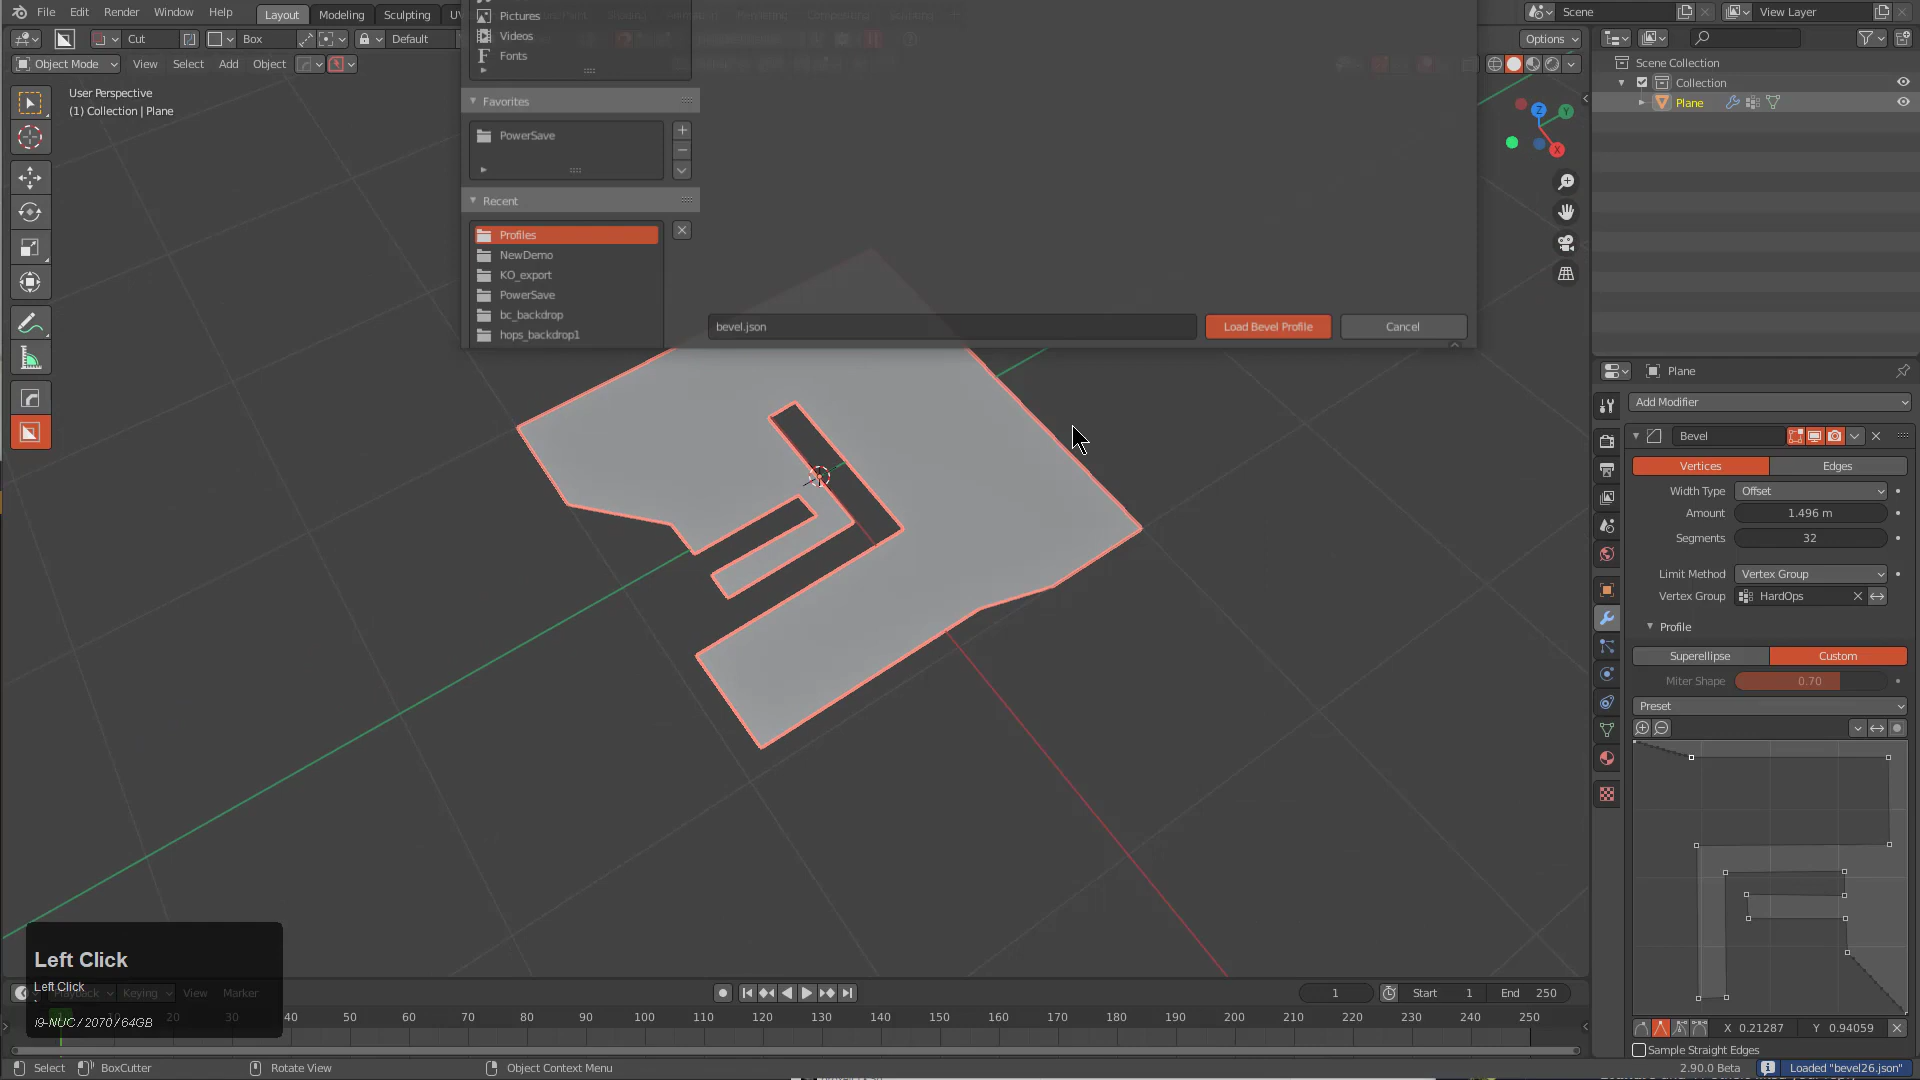 File Edit Render Window Help Layout Modeling Sculpting
Scene View Layer
Cut Box Default
Options
Object Mode View Select Add Object
User Perspective
(1) Collection | Plane
Pictures
Videos
Fonts
Favorites
PowerSave
Recent
Profiles
NewDemo
KO_export
PowerSave
bc_backdrop
hops_backdrop1
bevel.json
Load Bevel Profile
Cancel
Z
Y
X
Scene Collection
Collection
Plane
Plane
Add Modifier
Bevel
Vertices Edges
Width Type Offset
Amount 1.496 m
Segments 32
Limit Method Vertex Group
Vertex Group HardOps
Profile
Superellipse Custom
Miter Shape 0.70
Preset
X 0.21287 Y 0.94059
Sample Straight Edges
Left Click
Left Click
i9-NUC / 2070 / 64GB
Playback Keying View Marker
1 Start 1 End 250
20 30 40 50 60 70 80 90 100 110 120 130 140 150 160 170 180 190 200 210 220 230 240 250
Select BoxCutter Rotate View Object Context Menu
2.90.0 Beta Loaded "bevel26.json"